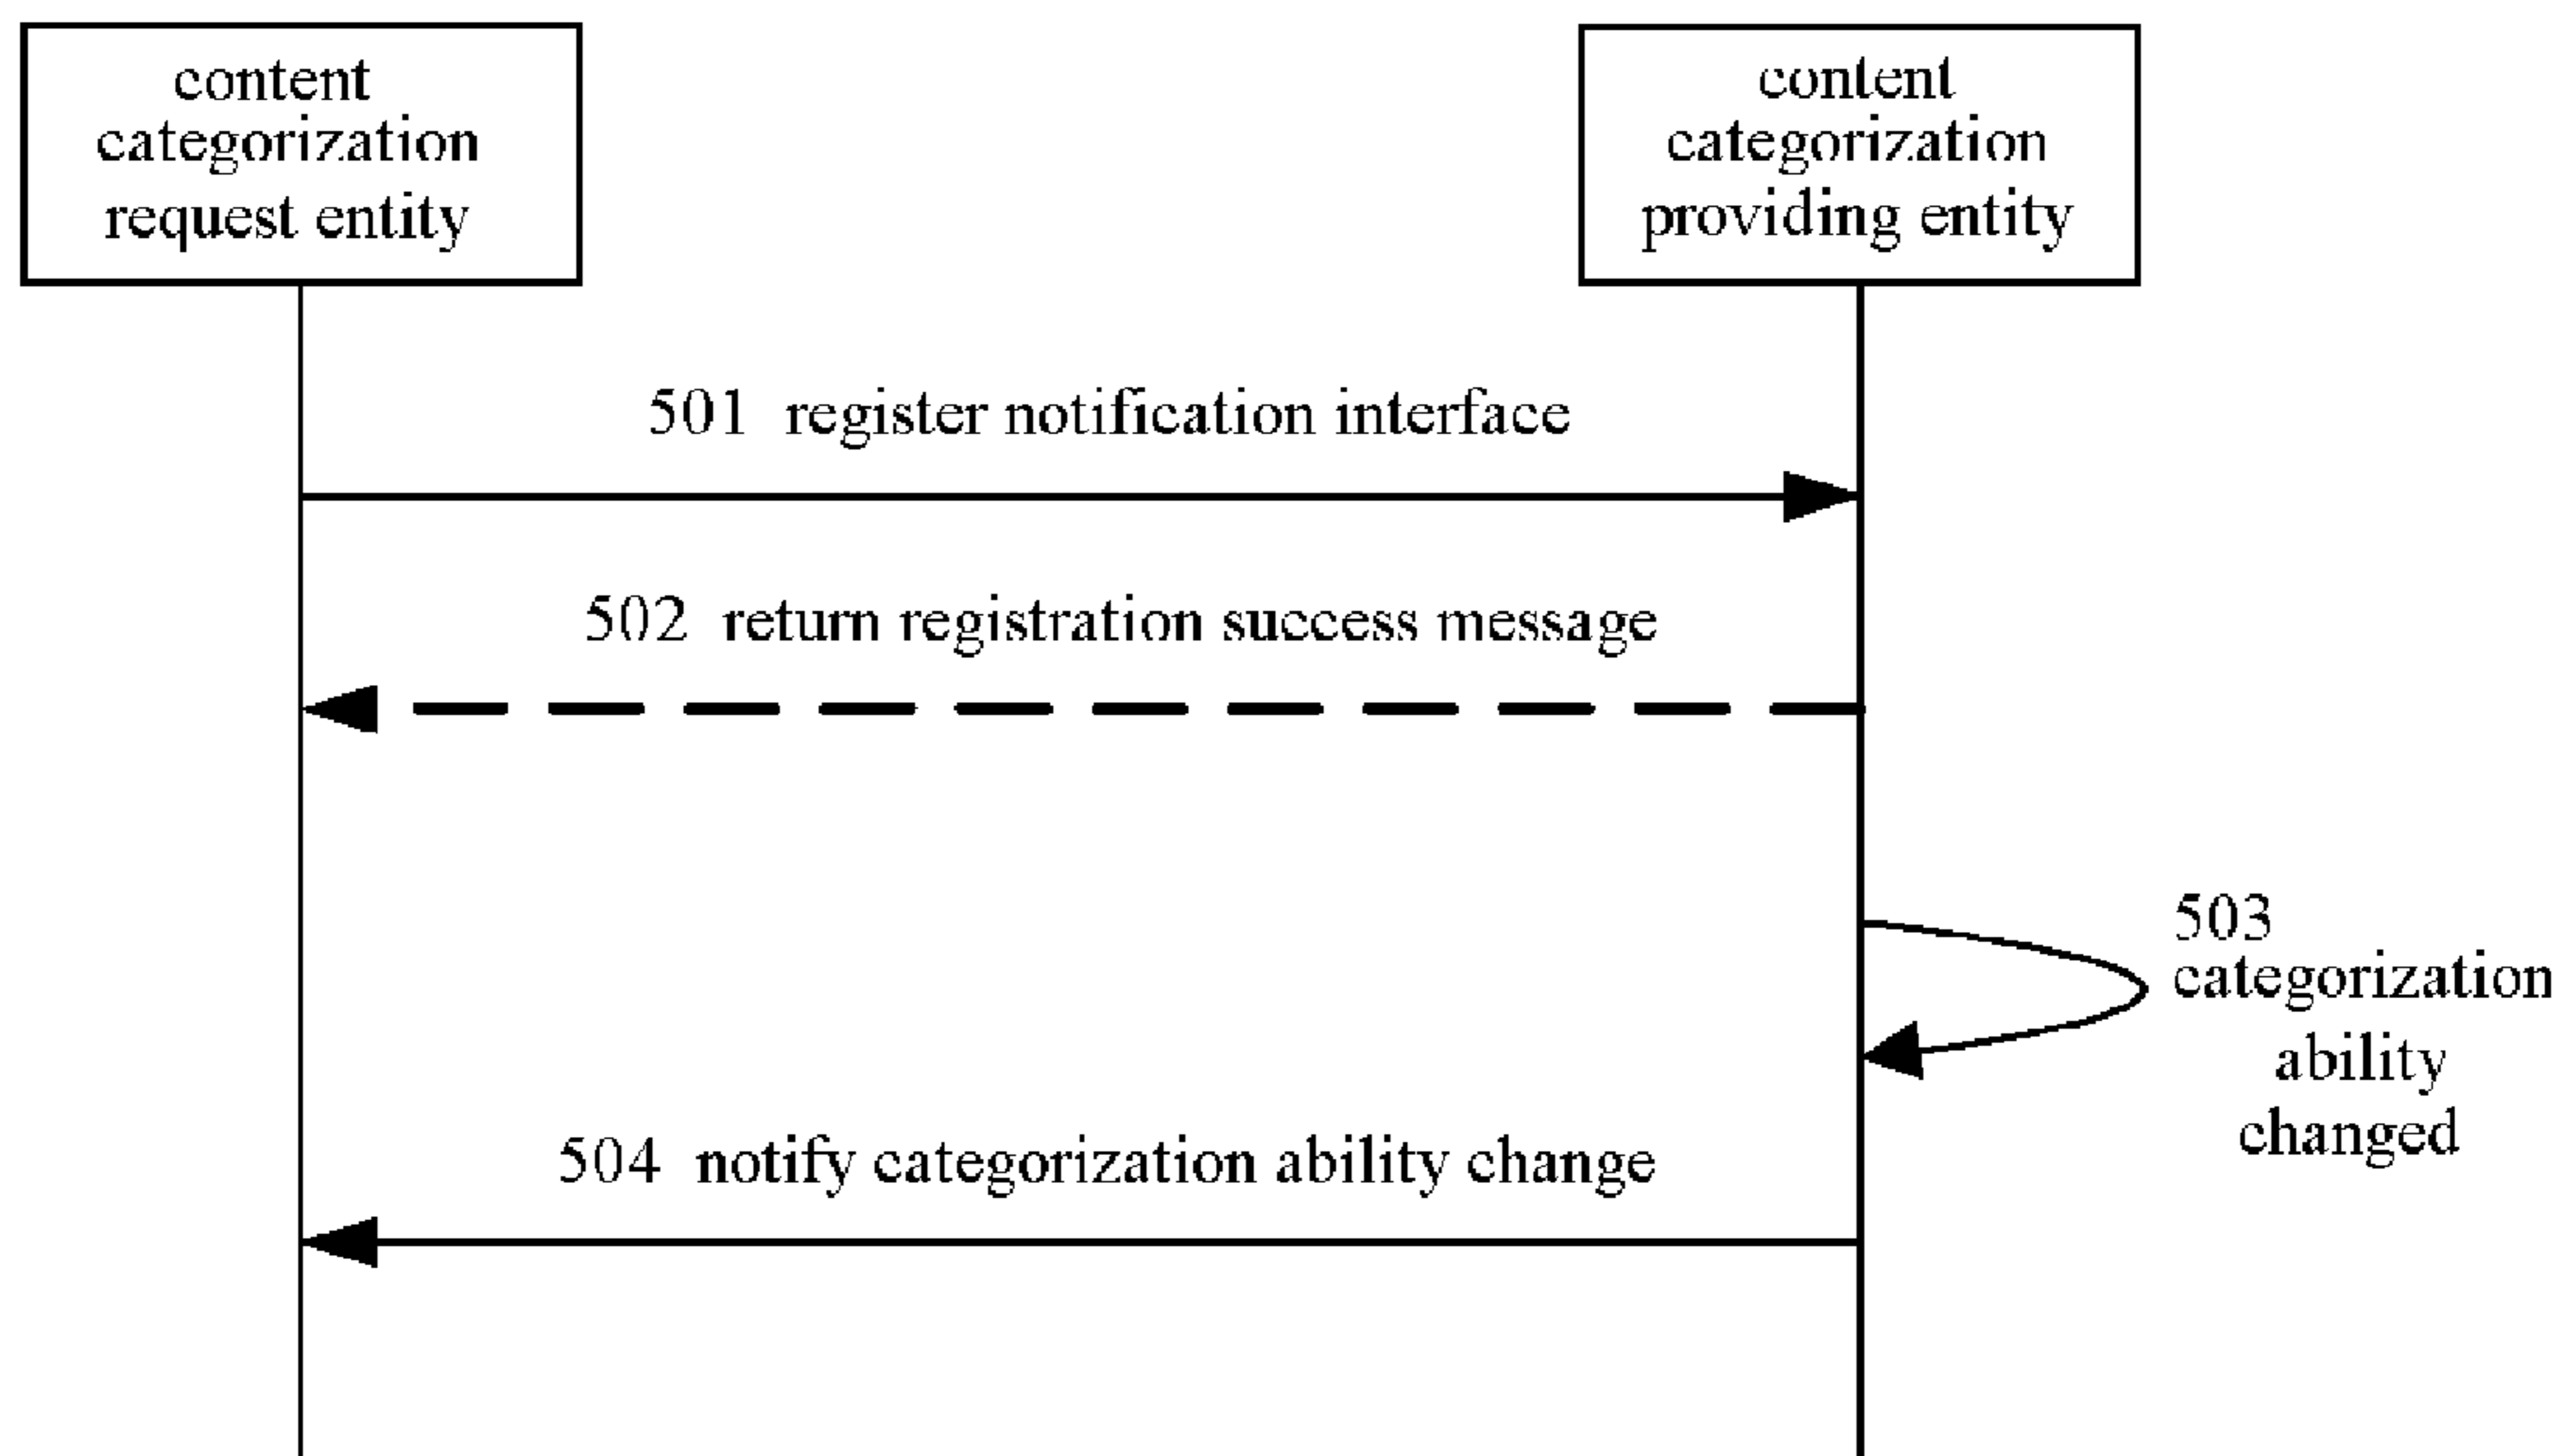 content
categorization
request entity
content
categorization
providing entity
501 register notification interface
502 return registration success message
503
categorization
ability
changed
504 notify categorization ability change